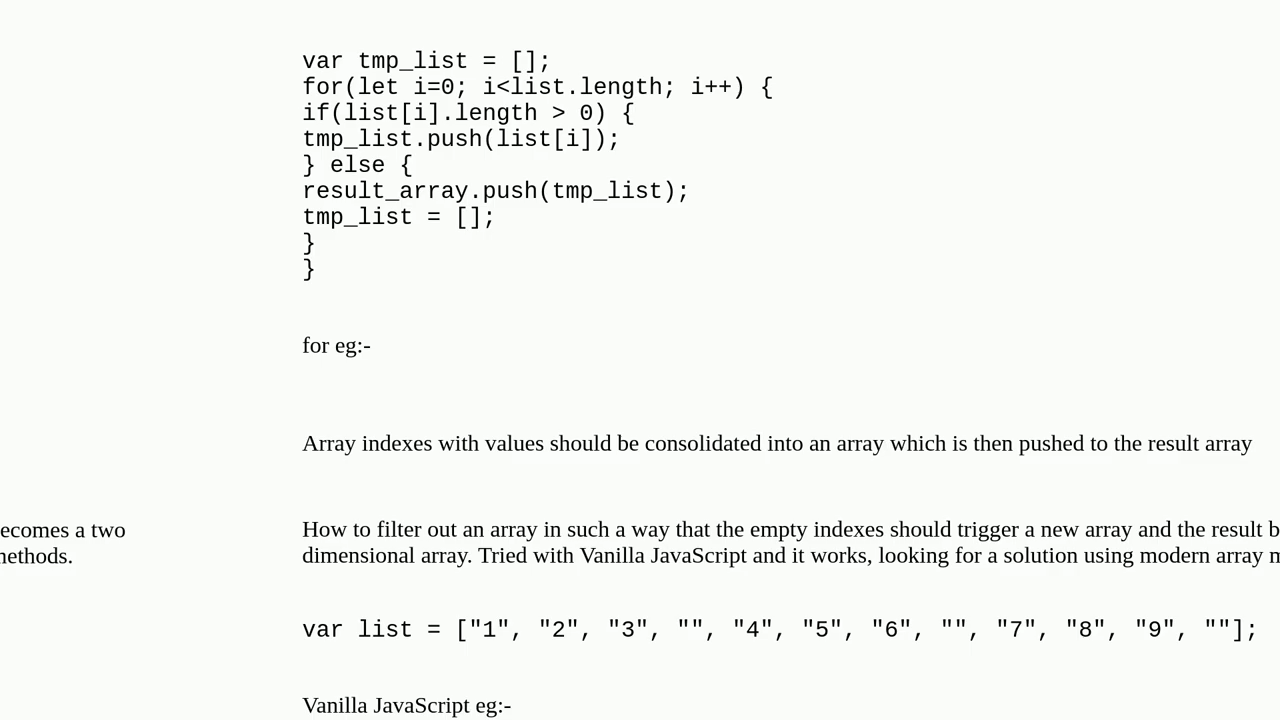 var tmp_list = [];
for(let i=0; i<list.length; i++) {
if(list[i].length > 0) {
tmp_list.push(list[i]);
} else {
result_array.push(tmp_list);
tmp_list = [];
}
}
for eg:-
Array indexes with values should be consolidated into an array which is then pushed to the result array
ecomes a two
How to filter out an array in such a way that the empty indexes should trigger a new array and the result b
dimensional array. Tried with Vanilla JavaScript and it works, looking for a solution using modern array m
nethods.
var list = ["1", "2", "3", "", "4", "5", "6", "", "7", "8", "9", ""];
Vanilla JavaScript eg:-